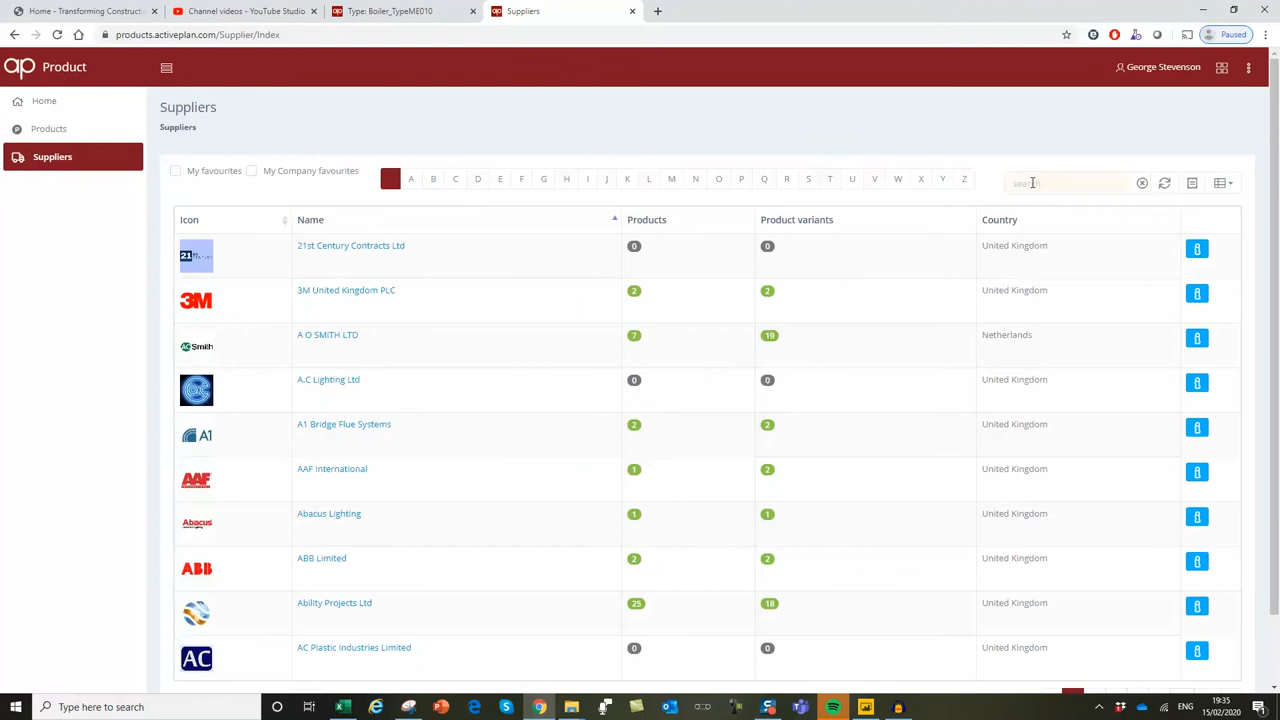 Home - Transforming Constructi
Channel videos - YouTube Studio
Type: Boiler_TypeME010
Suppliers
products.activeplan.com/Supplier/Index
Paused
ap Product
George Stevenson
Home
Products
Suppliers
Suppliers
Suppliers
My favourites
My Company favourites
A B C D E F G H I J K L M N O P Q R S T U V W X Y Z
search
Icon Name Products Product variants Country
21st Century Contracts Ltd 0 0 United Kingdom
3M 3M United Kingdom PLC 2 2 United Kingdom
AO Smith A O SMITH LTD 7 19 Netherlands
A.C Lighting Ltd 0 0 United Kingdom
A1 A1 Bridge Flue Systems 2 2 United Kingdom
AAF AAF International 1 2 United Kingdom
Abacus Abacus Lighting 1 1 United Kingdom
ABB ABB Limited 2 2 United Kingdom
Ability Projects Ltd 25 18 United Kingdom
AC AC Plastic Industries Limited 0 0 United Kingdom
Type here to search
19:35
15/02/2020